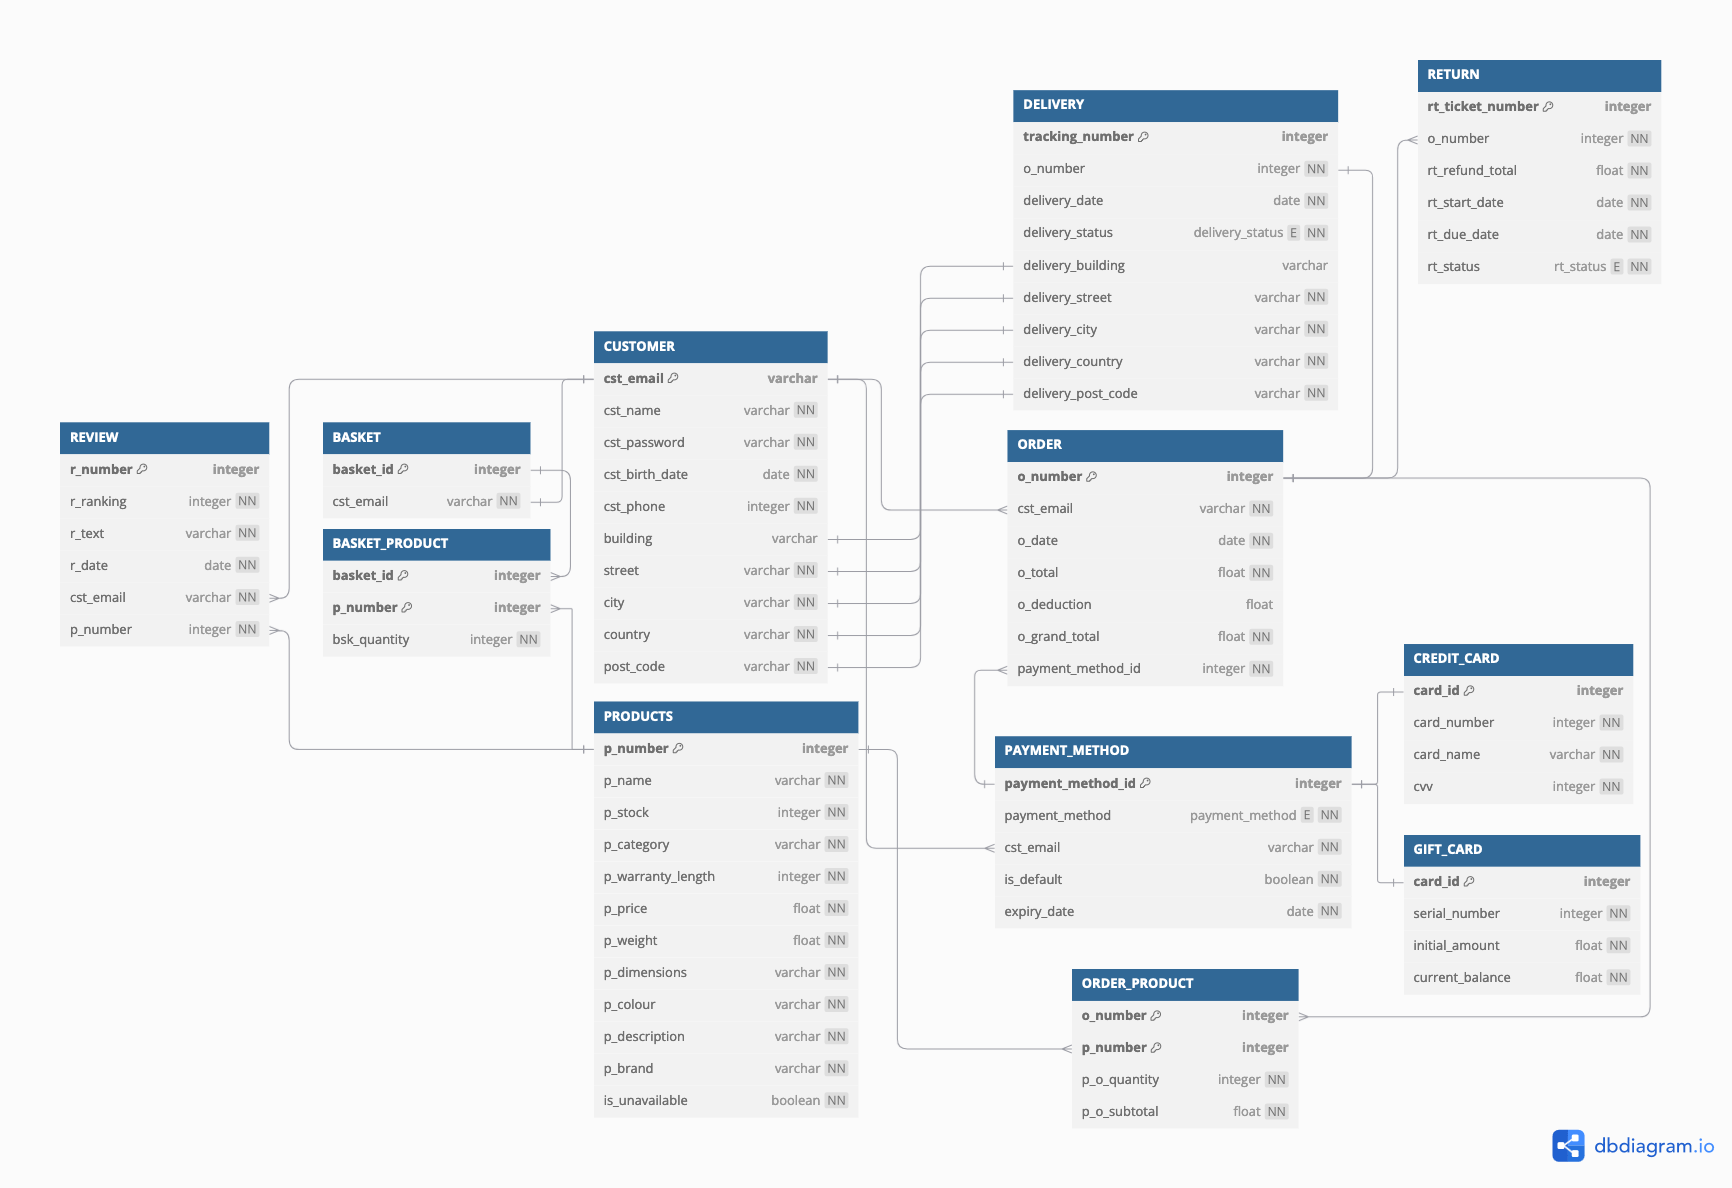 RETURN
rt_ticket_number integer
o_number integer NN
rt_refund_total float NN
rt_start_date date NN
rt_due_date date NN
rt_status rt_status E NN
DELIVERY
tracking_number integer
o_number integer NN
delivery_date date NN
delivery_status delivery_status E NN
delivery_building varchar
delivery_street varchar NN
delivery_city varchar NN
delivery_country varchar NN
delivery_post_code varchar NN
CUSTOMER
cst_email varchar
cst_name varchar NN
cst_password varchar NN
cst_birth_date date NN
cst_phone integer NN
building varchar
street varchar NN
city varchar NN
country varchar NN
post_code varchar NN
REVIEW
r_number integer
r_ranking integer NN
r_text varchar NN
r_date date NN
cst_email varchar NN
p_number integer NN
BASKET
basket_id integer
cst_email varchar NN
BASKET_PRODUCT
basket_id integer
p_number integer
bsk_quantity integer NN
ORDER
o_number integer
cst_email varchar NN
o_date date NN
o_total float NN
o_deduction float
o_grand_total float NN
payment_method_id integer NN
PRODUCTS
p_number integer
p_name varchar NN
p_stock integer NN
p_category varchar NN
p_warranty_length integer NN
p_price float NN
p_weight float NN
p_dimensions varchar NN
p_colour varchar NN
p_description varchar NN
p_brand varchar NN
is_unavailable boolean NN
PAYMENT_METHOD
payment_method_id integer
payment_method payment_method E NN
cst_email varchar NN
is_default boolean NN
expiry_date date NN
CREDIT_CARD
card_id integer
card_number integer NN
card_name varchar NN
cvv integer NN
GIFT_CARD
card_id integer
serial_number integer NN
initial_amount float NN
current_balance float NN
ORDER_PRODUCT
o_number integer
p_number integer
p_o_quantity integer NN
p_o_subtotal float NN
dbdiagram.io